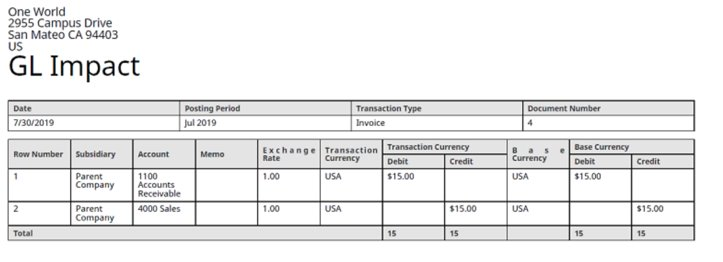 One World
2955 Campus Drive
San Mateo CA 94403
US
GL Impact
Date Posting Period Transaction Type Document Number
7/30/2019 Jul 2019 Invoice 4
Row Number Subsidiary Account Memo Exchange Rate Transaction Currency Transaction Currency Base Currency Base Currency
Debit Credit Debit Credit
1 Parent Company 1100 Accounts Receivable 1.00 USA $15.00 USA $15.00
2 Parent Company 4000 Sales 1.00 USA $15.00 USA $15.00
Total 15 15 15 15